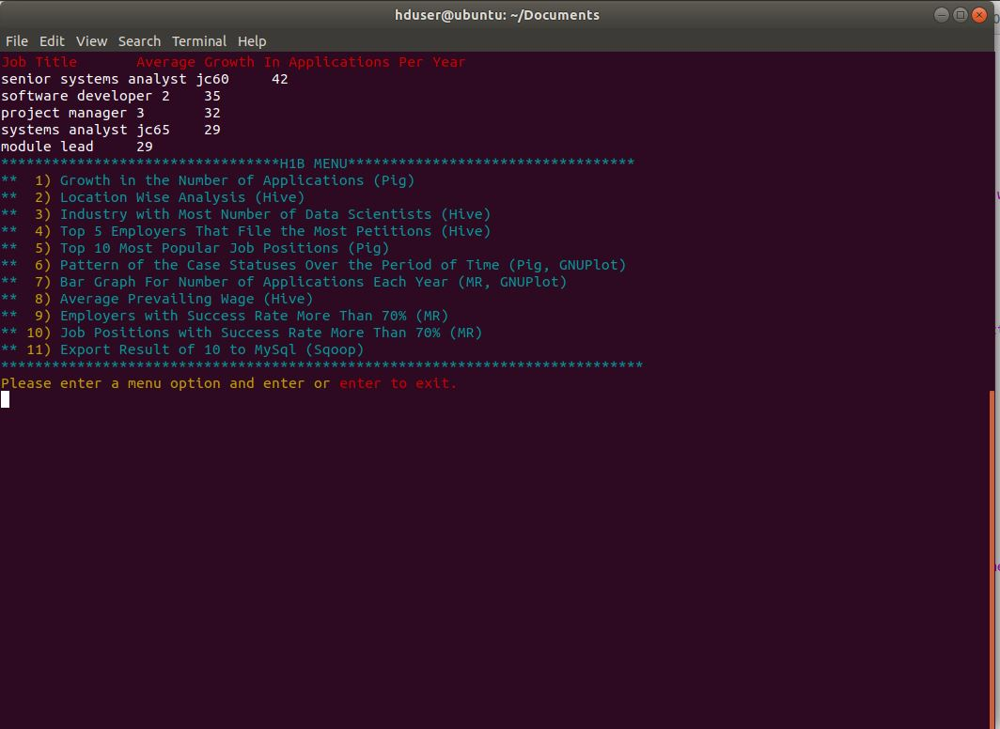 hduser@ubuntu: ~/Documents
File Edit View Search Terminal Help
Job Title       Average Growth In Applications Per Year
senior systems analyst jc60     42
software developer 2    35
project manager 3       32
systems analyst jc65    29
module lead     29
*********************************H1B MENU**********************************
**  1) Growth in the Number of Applications (Pig)
**  2) Location Wise Analysis (Hive)
**  3) Industry with Most Number of Data Scientists (Hive)
**  4) Top 5 Employers That File the Most Petitions (Hive)
**  5) Top 10 Most Popular Job Positions (Pig)
**  6) Pattern of the Case Statuses Over the Period of Time (Pig, GNUPlot)
**  7) Bar Graph For Number of Applications Each Year (MR, GNUPlot)
**  8) Average Prevailing Wage (Hive)
**  9) Employers with Success Rate More Than 70% (MR)
** 10) Job Positions with Success Rate More Than 70% (MR)
** 11) Export Result of 10 to MySql (Sqoop)
****************************************************************************
Please enter a menu option and enter or enter to exit.